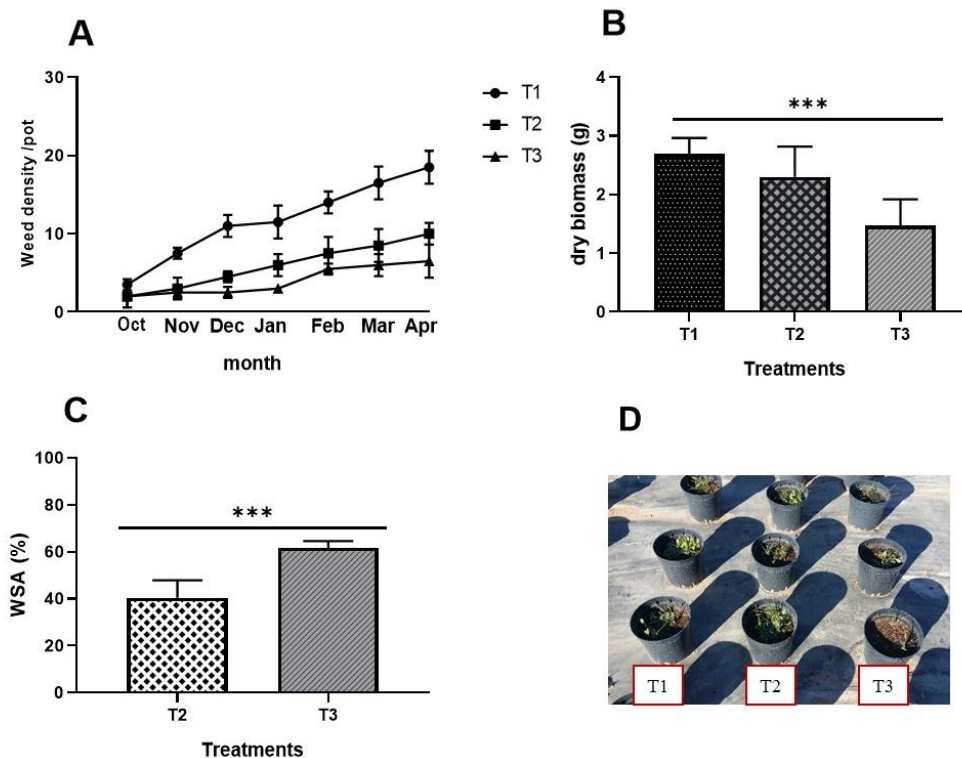 A
30
20
10
0
Weed density /pot
Oct Nov Dec Jan Feb Mar Apr
month
T1
T2
T3
B
4
3
2
1
0
dry biomass (g)
***
T1 T2 T3
Treatments
C
100
80
60
40
20
0
WSA (%)
***
T2 T3
Treatments
D
T1 T2 T3